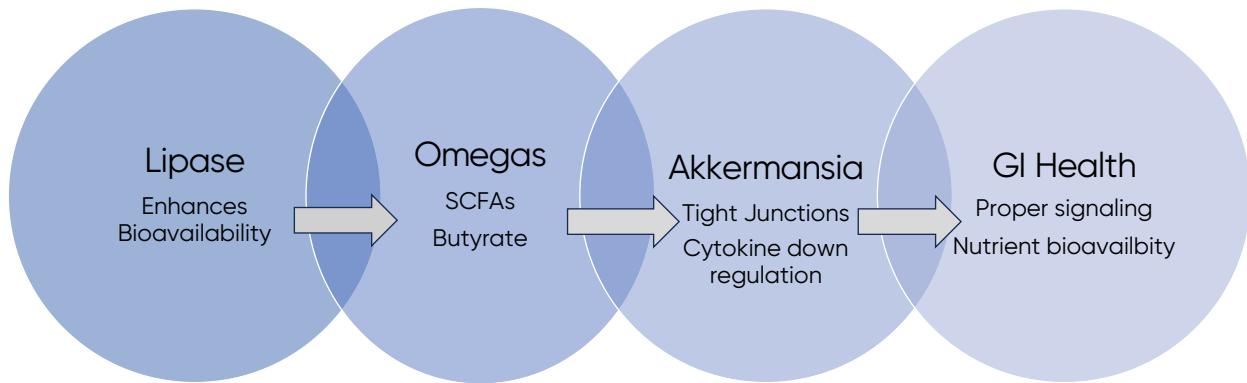 Lipase
Enhances
Bioavailability
Omegas
SCFAs
Butyrate
Akkermansia
Tight Junctions
Cytokine down
regulation
GI Health
Proper signaling
Nutrient bioavailbity